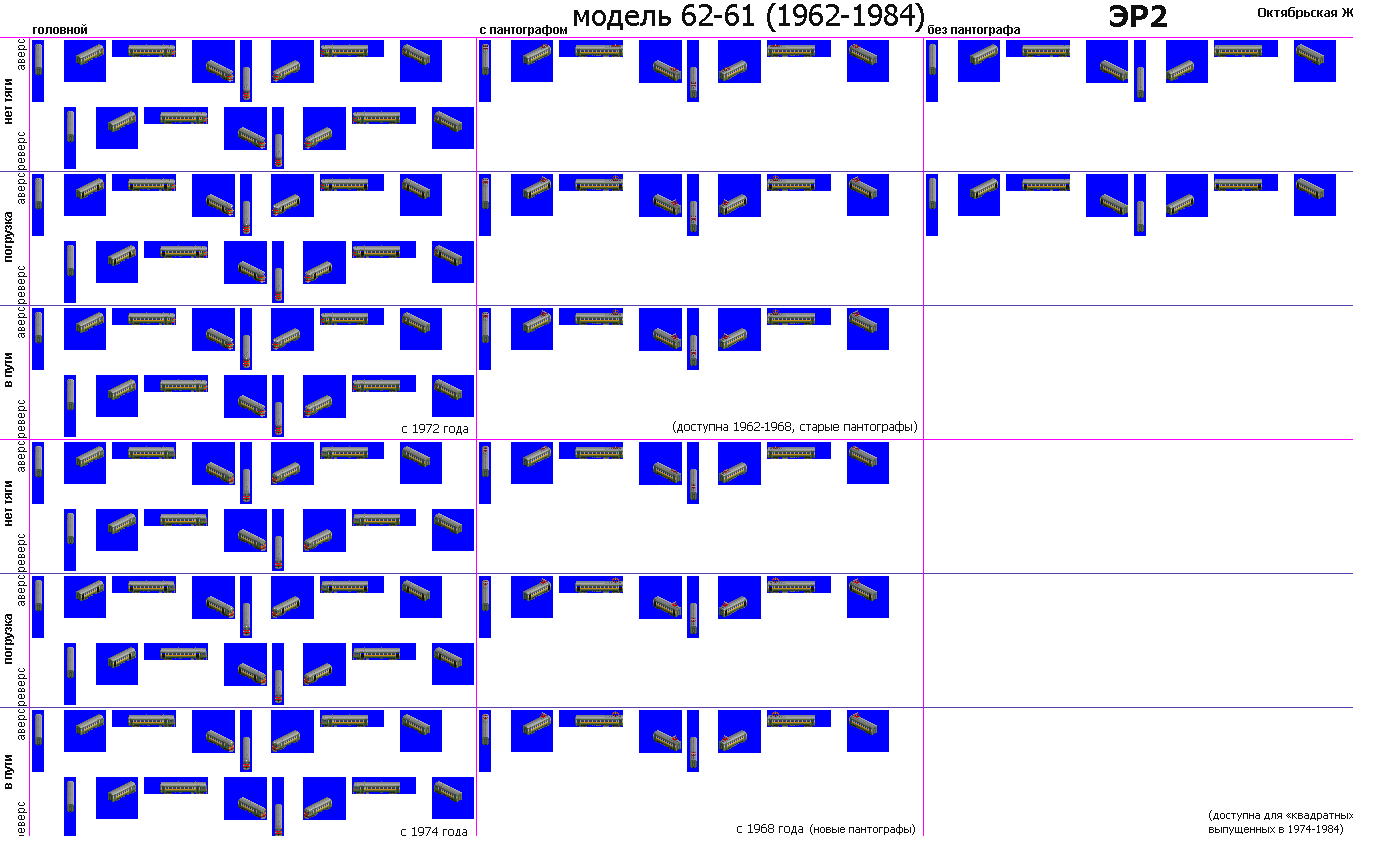 модель 62-61 (1962-1984)
ЭР2
Октябрьская Ж
головной
с пантографом
без пантографа
нет тяги
аверс
реверс
погрузка
аверс
реверс
в пути
аверс
реверс
с 1972 года
(доступна 1962-1968, старые пантографы)
нет тяги
аверс
реверс
погрузка
аверс
реверс
в пути
аверс
реверс
с 1974 года
с 1968 года (новые пантографы)
(доступна для «квадратных
выпущенных в 1974-1984)